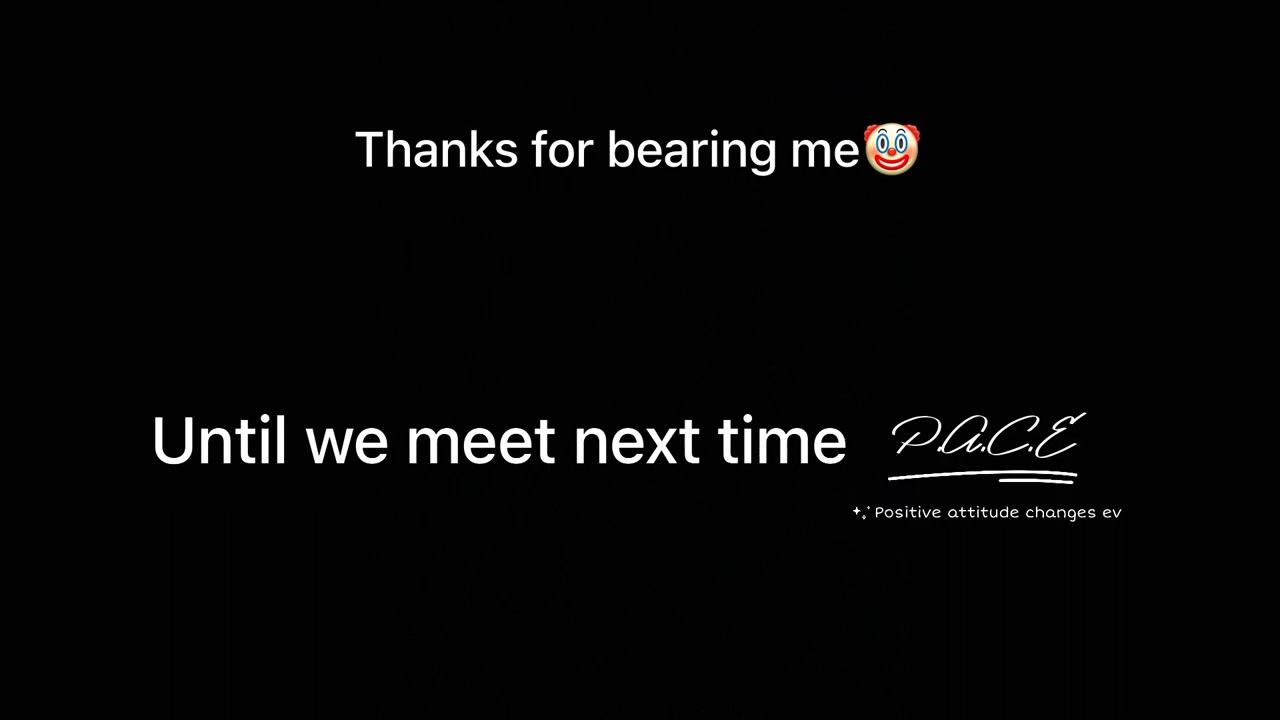 Thanks for bearing me🤡
Until we meet next time P.A.C.E
Positive attitude changes ev